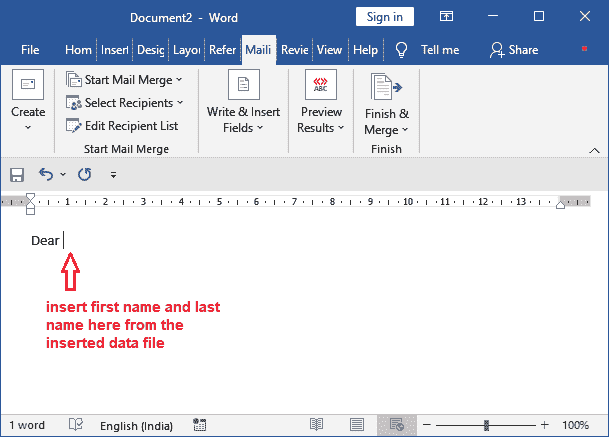 Document2 - Word
Sign in
File Hom Insert Desig Layou Refer Maili Revie View Help Tell me Share
Create
Start Mail Merge
Select Recipients
Edit Recipient List
Start Mail Merge
Write & Insert
Fields
ABC
Preview
Results
Finish &
Merge
Finish
1 2 3 4 5 6 7 8 9 10 11 12 13
Dear
insert first name and last
name here from the
inserted data file
1 word English (India) 100%